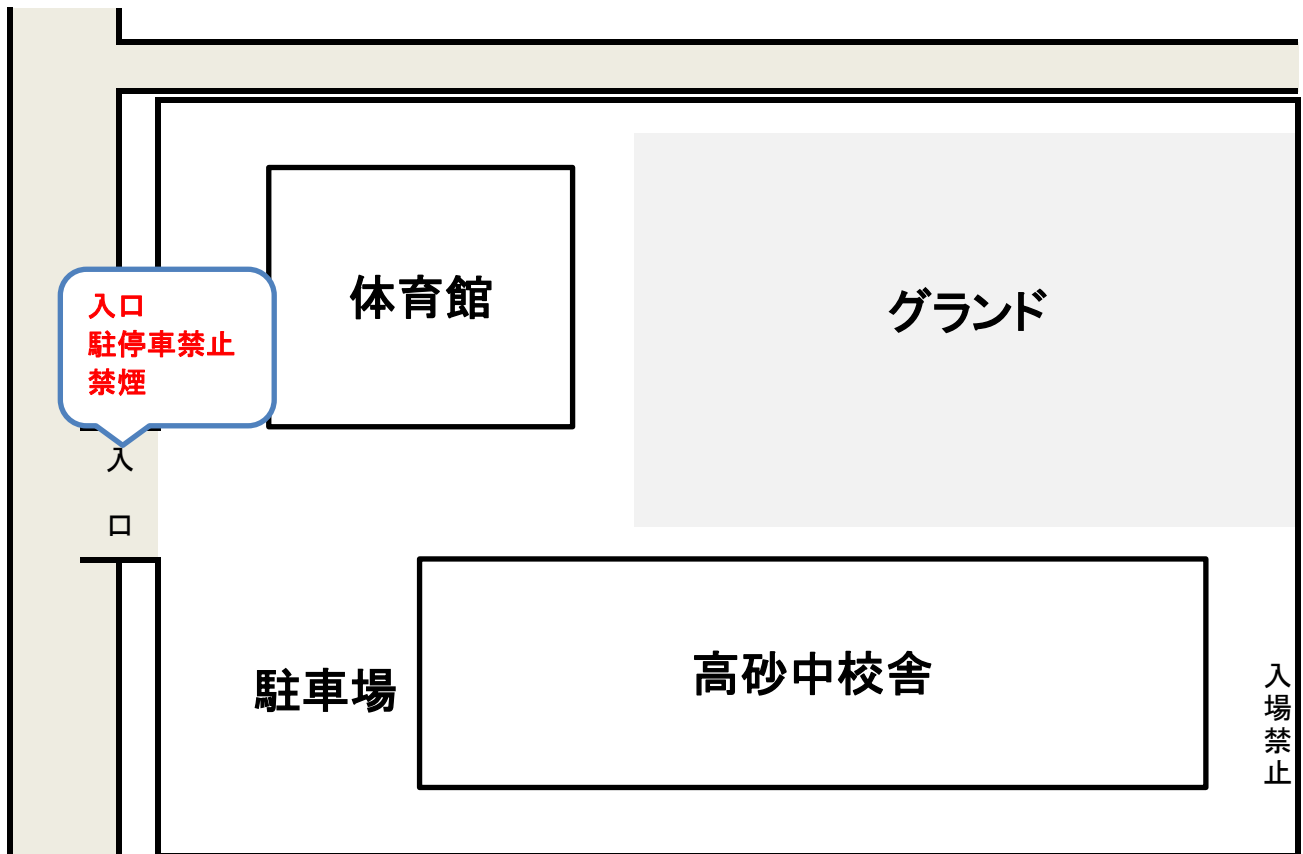 体育館
グランド
入口
駐停車禁止
禁煙
入口
高砂中校舎
駐車場
入場禁止